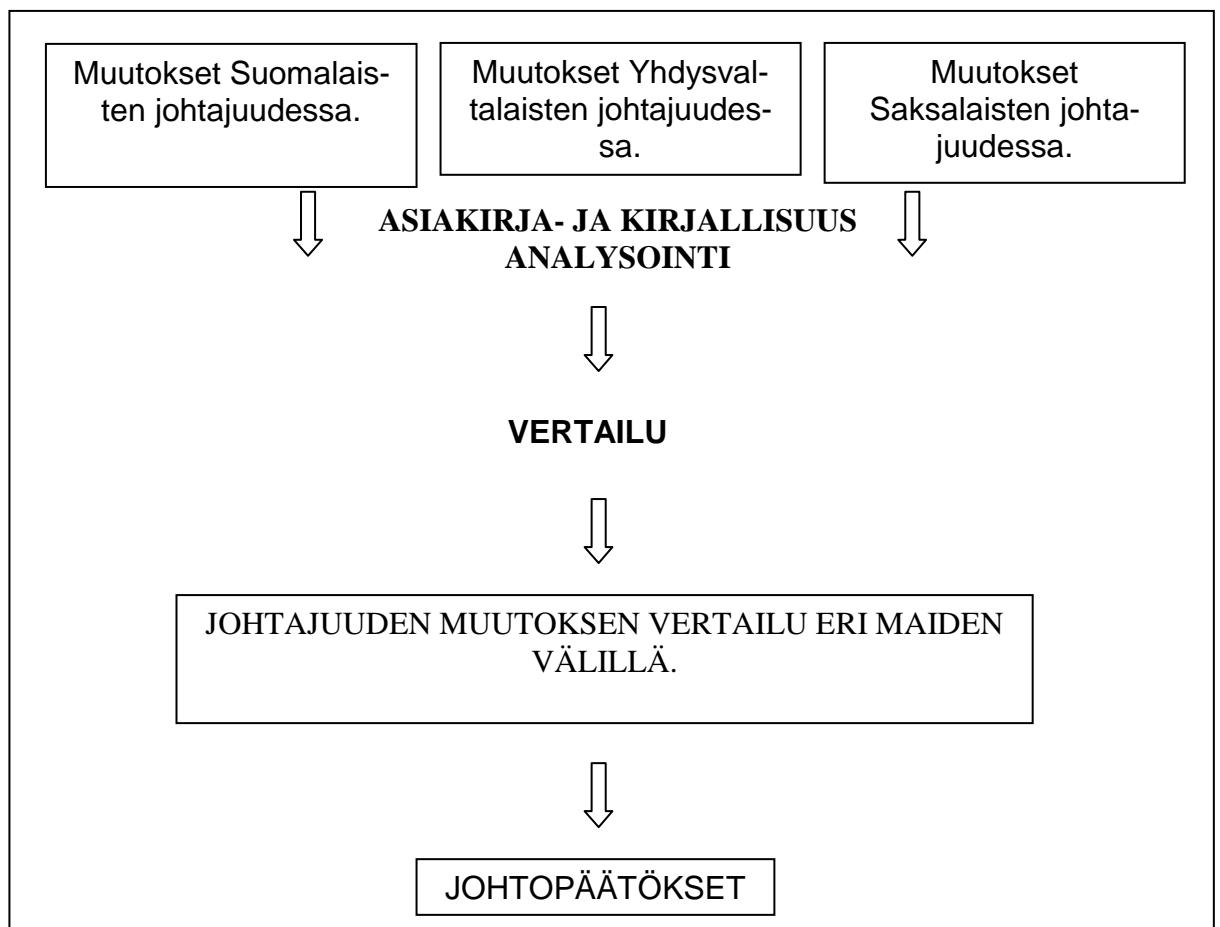 Muutokset Suomalais-
ten johtajuudessa.
Muutokset Yhdysval-
talaisten johtajuudes-
sa.
Muutokset
Saksalaisten johta-
juudessa.
ASIAKIRJA- JA KIRJALLISUUS
ANALYSOINTI
VERTAILU
JOHTAJUUDEN MUUTOKSEN VERTAILU ERI MAIDEN
VÄLILLÄ.
JOHTOPÄÄTÖKSET